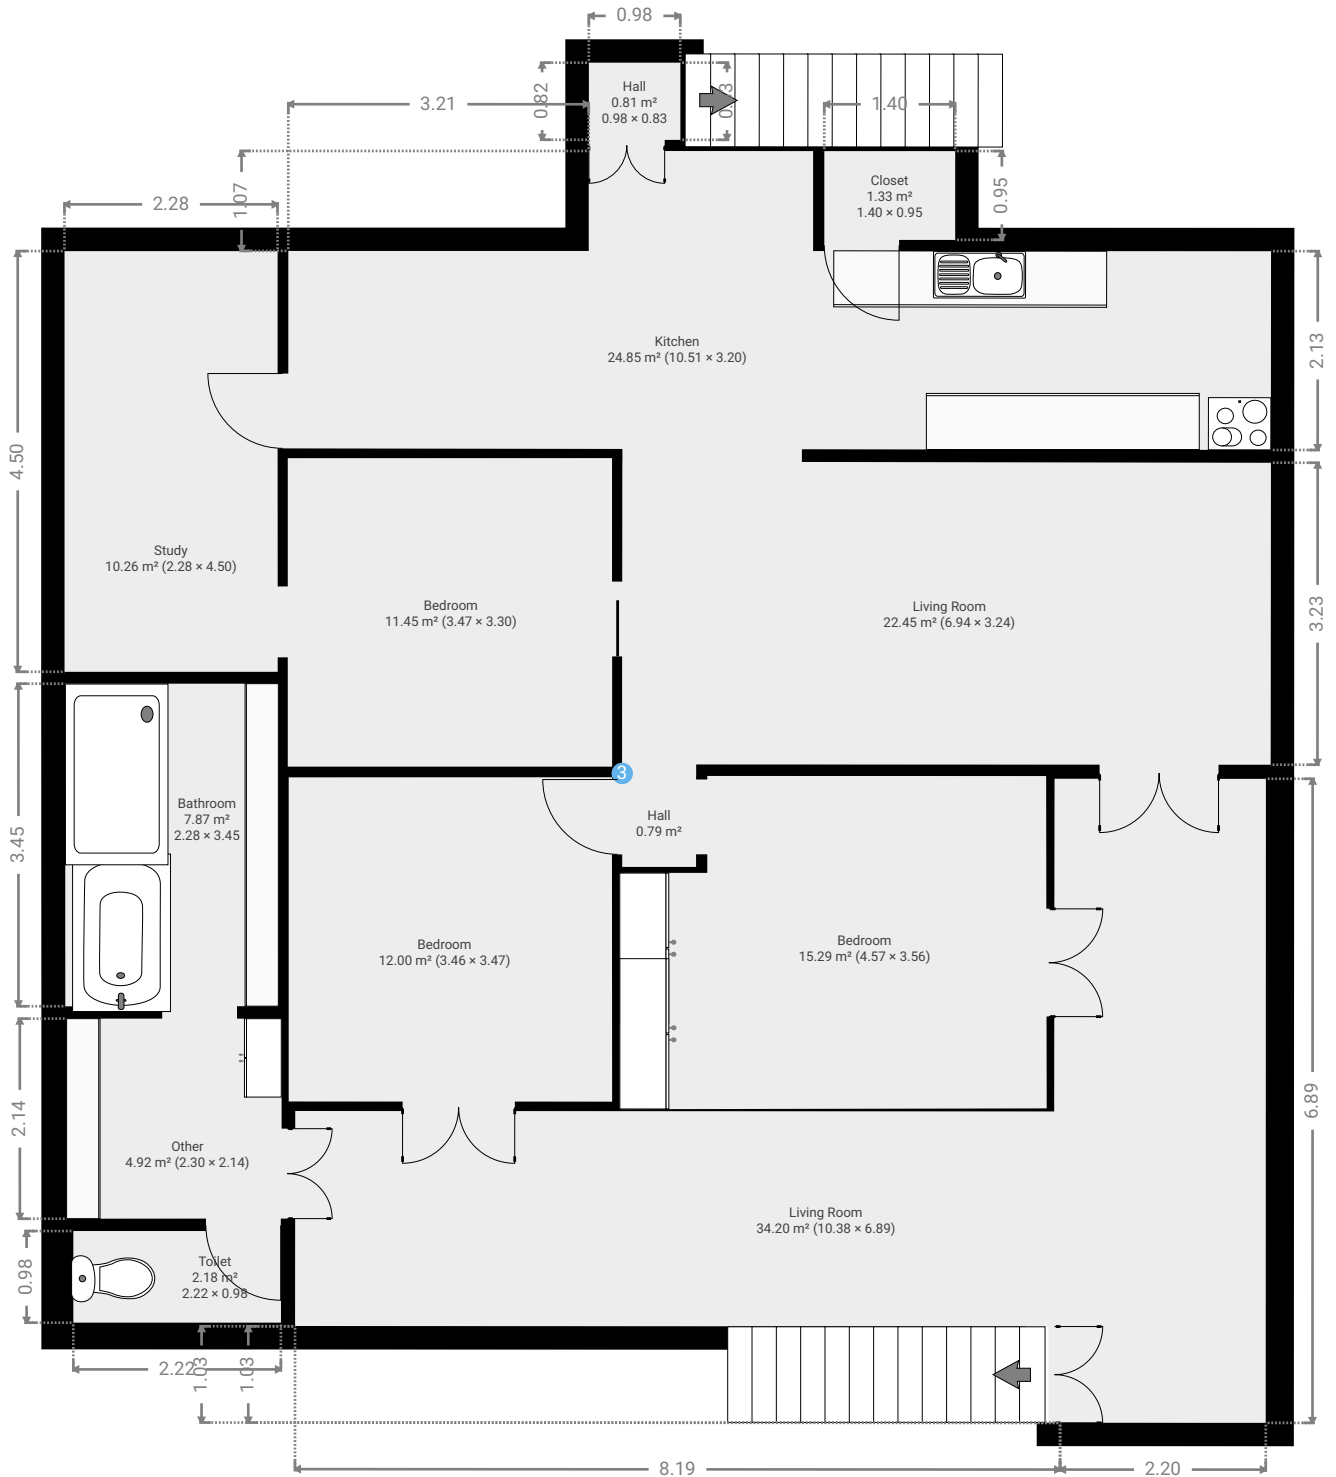 0.98
Hall
0.81 m²
0.98 × 0.83
0.82
3.21
1.40
Closet
1.33 m²
1.40 × 0.95
0.95
2.28
1.07
Kitchen
24.85 m² (10.51 × 3.20)
2.13
4.50
Study
10.26 m² (2.28 × 4.50)
Bedroom
11.45 m² (3.47 × 3.30)
Living Room
22.45 m² (6.94 × 3.24)
3.23
3
Bathroom
7.87 m²
2.28 × 3.45
3.45
Hall
0.79 m²
Bedroom
12.00 m² (3.46 × 3.47)
Bedroom
15.29 m² (4.57 × 3.56)
6.89
2.14
Other
4.92 m² (2.30 × 2.14)
Living Room
34.20 m² (10.38 × 6.89)
0.98
Toilet
2.18 m²
2.22 × 0.98
2.22
1.03
1.03
8.19
2.20